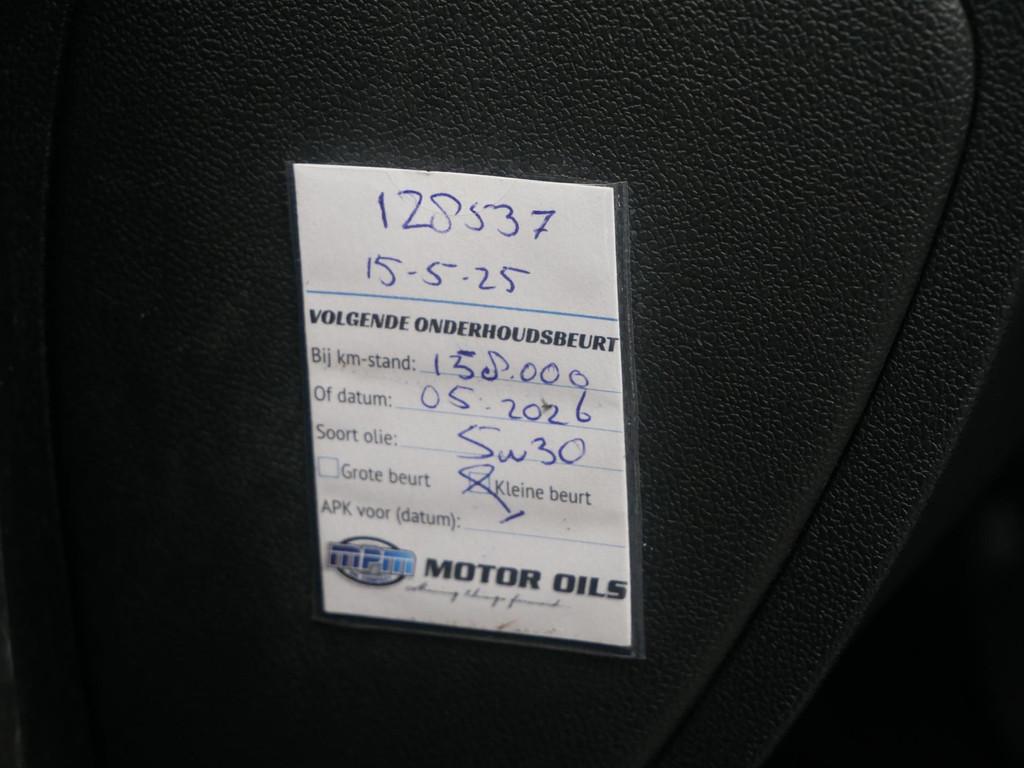 128537
15-5-25
VOLGENDE ONDERHOUDSBEURT
Bij km-stand: 158.000
Of datum: 05-2026
Soort olie: 5w30
Grote beurt Kleine beurt
APK voor (datum):
MPM MOTOR OILS